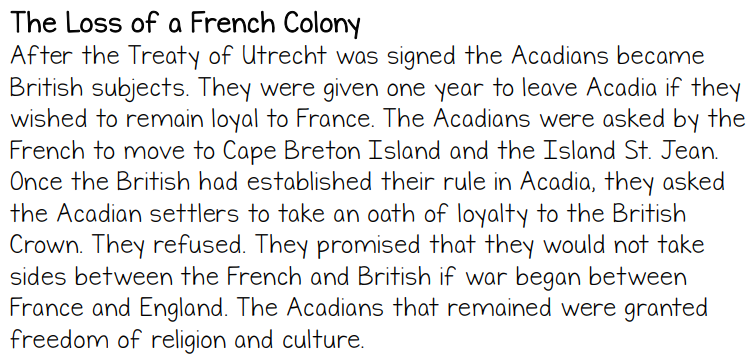 The Loss of a French Colony
After the Treaty of Utrecht was signed the Acadians became
British subjects. They were given one year to leave Acadia if they
wished to remain loyal to France. The Acadians were asked by the
French to move to Cape Breton Island and the Island St. Jean.
Once the British had established their rule in Acadia, they asked
the Acadian settlers to take an oath of loyalty to the British
Crown. They refused. They promised that they would not take
sides between the French and British if war began between
France and England. The Acadians that remained were granted
freedom of religion and culture.